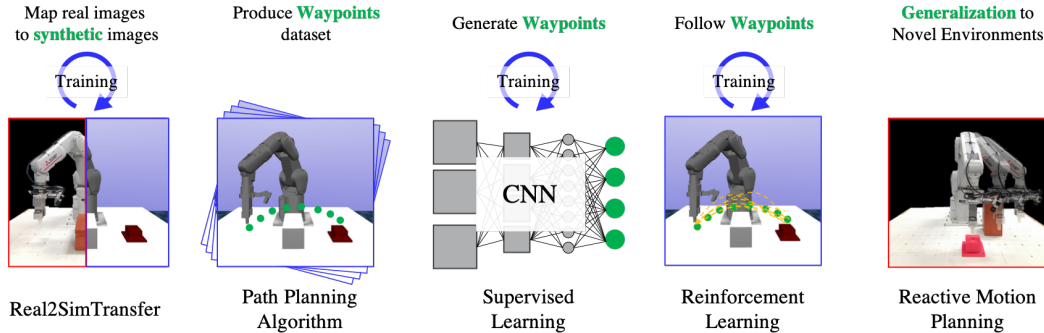 Map real images
to synthetic images
Training
Real2SimTransfer
Produce Waypoints
dataset
Path Planning
Algorithm
Generate Waypoints
Training
CNN
Supervised
Learning
Follow Waypoints
Training
Reinforcement
Learning
Generalization to
Novel Environments
Reactive Motion
Planning